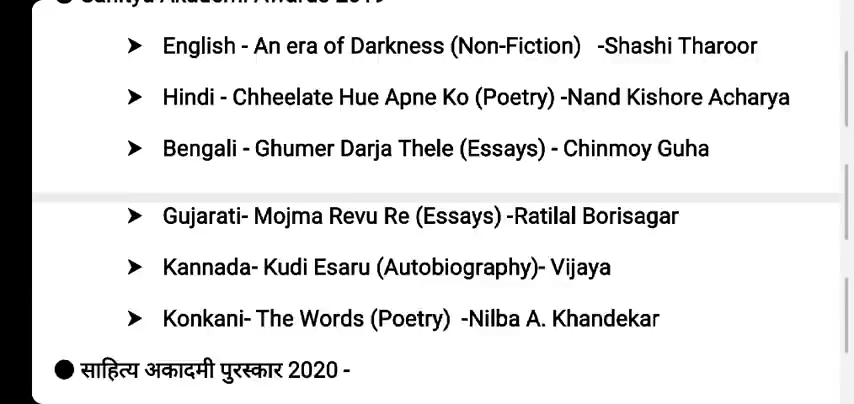 ➤ English - An era of Darkness (Non-Fiction) -Shashi Tharoor
➤ Hindi - Chheelate Hue Apne Ko (Poetry) -Nand Kishore Acharya
➤ Bengali - Ghumer Darja Thele (Essays) - Chinmoy Guha
➤ Gujarati- Mojma Revu Re (Essays) -Ratilal Borisagar
➤ Kannada- Kudi Esaru (Autobiography)- Vijaya
➤ Konkani- The Words (Poetry) -Nilba A. Khandekar
● साहित्य अकादमी पुरस्कार 2020 -